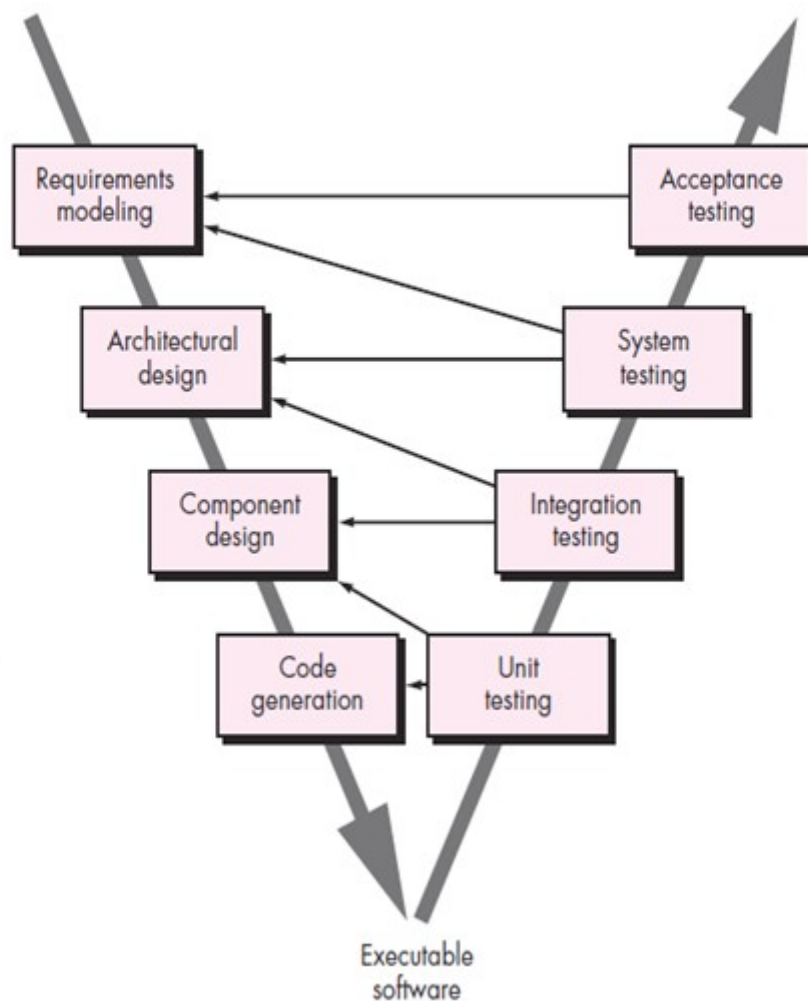 Requirements
modeling
Acceptance
testing
Architectural
design
System
testing
Component
design
Integration
testing
Code
generation
Unit
testing
Executable
software